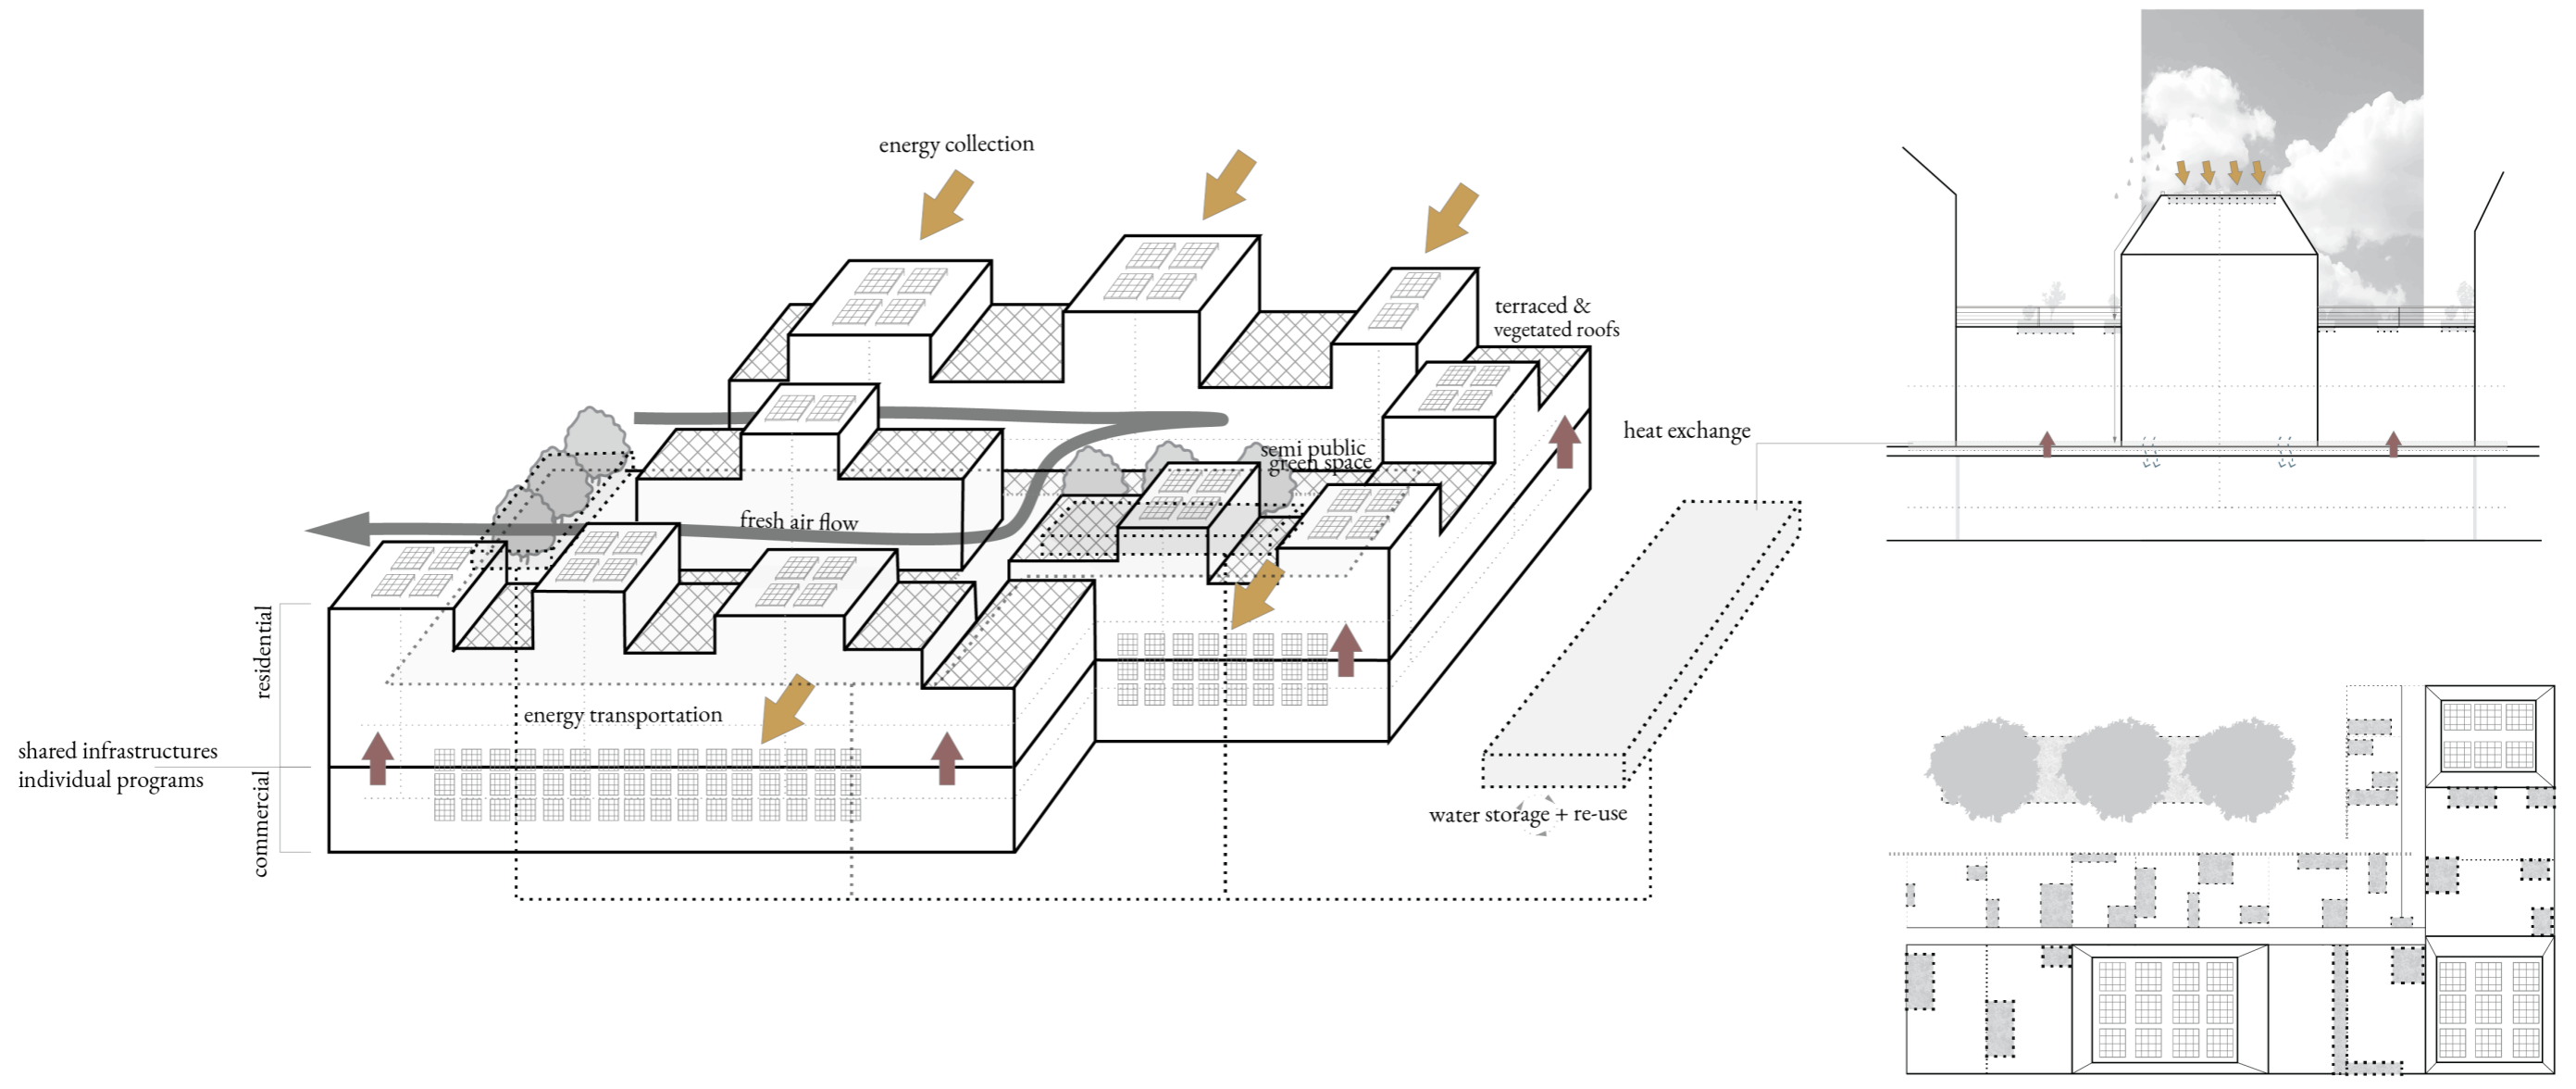 energy collection
terraced &
vegetated roofs
heat exchange
semi public
green space
fresh air flow
residential
energy transportation
shared infrastructures
individual programs
commercial
water storage + re-use